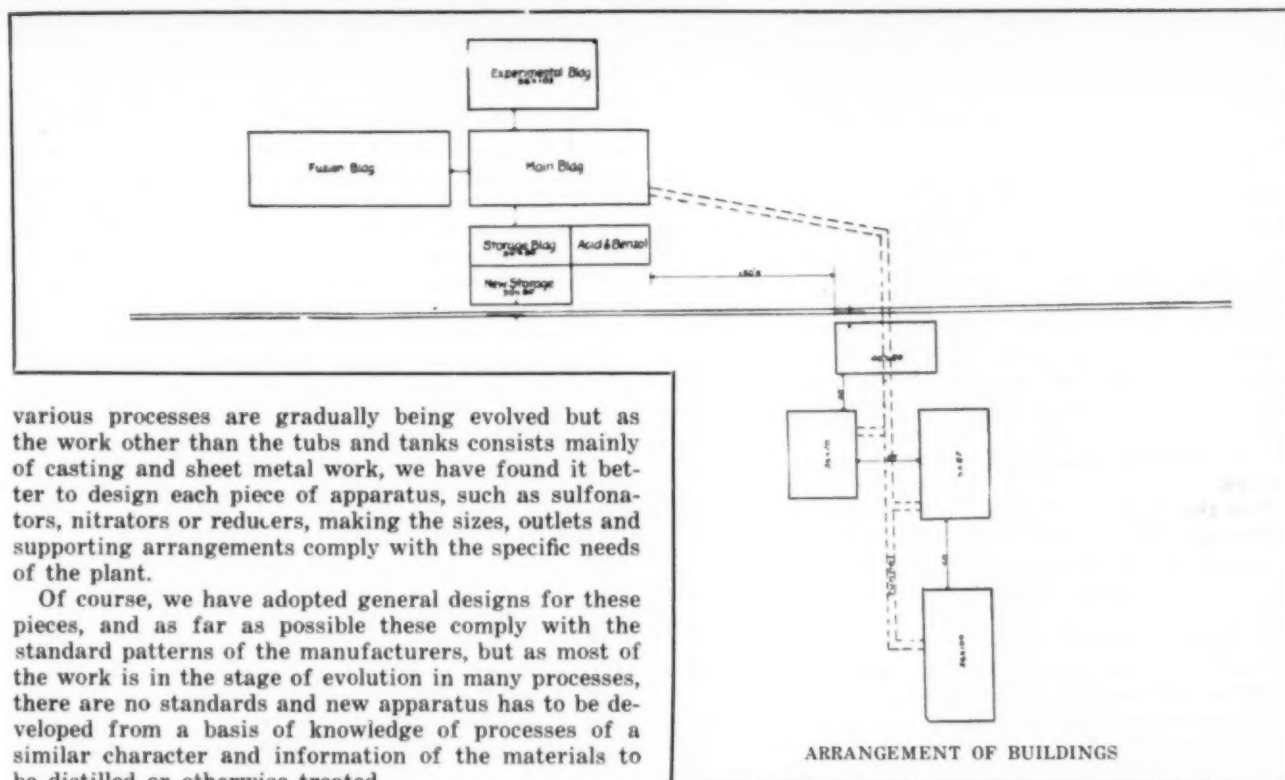 Experimental Bldg
Fusion Bldg
Main Bldg
Storage Bldg
Acid & Benzol
New Storage
various processes are gradually being evolved but as
the work other than the tubs and tanks consists mainly
of casting and sheet metal work, we have found it bet-
ter to design each piece of apparatus, such as sulfona-
tors, nitrators or reducers, making the sizes, outlets and
supporting arrangements comply with the specific needs
of the plant.
Of course, we have adopted general designs for these
pieces, and as far as possible these comply with the
standard patterns of the manufacturers, but as most of
the work is in the stage of evolution in many processes,
there are no standards and new apparatus has to be de-
veloped from a basis of knowledge of processes of a
similar character and information of the materials to
be distilled or otherwise treated
ARRANGEMENT OF BUILDINGS